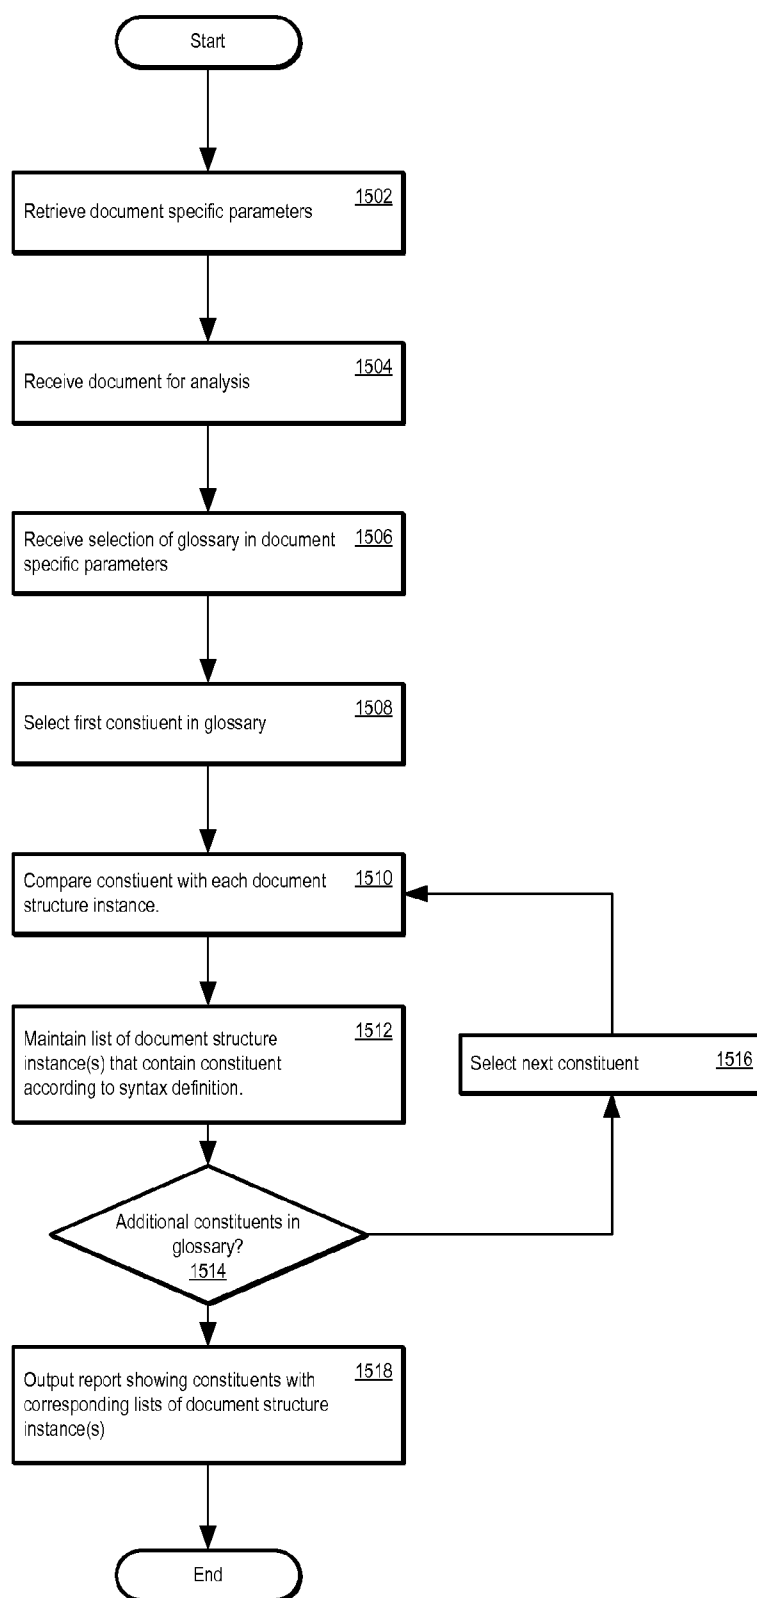 Start
Retrieve document specific parameters 1502
Receive document for analysis 1504
Receive selection of glossary in document 1506
specific parameters
Select first constiuent in glossary 1508
Compare constiuent with each document 1510
structure instance.
Maintain list of document structure 1512
instance(s) that contain constituent
according to syntax definition.
Select next constituent 1516
Additional constituents in
glossary?
1514
Output report showing constituents with 1518
corresponding lists of document structure
instance(s)
End